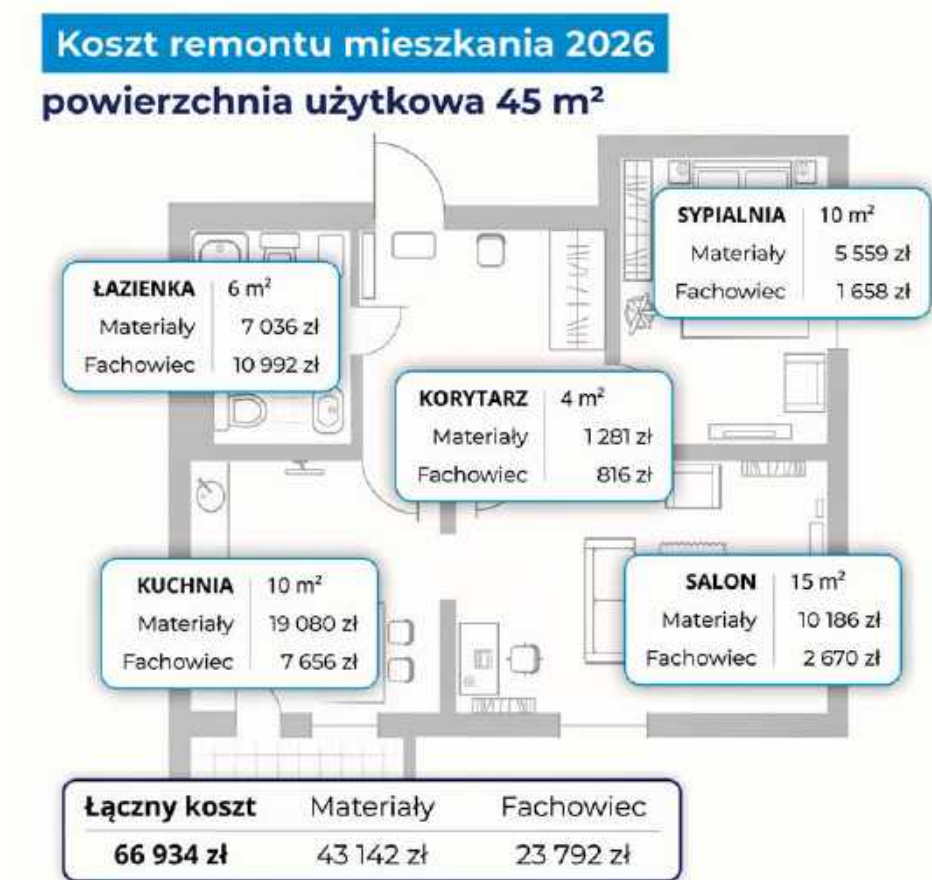 Koszt remontu mieszkania 2026
powierzchnia użytkowa 45 m²
SYPIALNIA 10 m²
Materiały 5 559 zł
Fachowiec 1 658 zł
ŁAZIENKA 6 m²
Materiały 7 036 zł
Fachowiec 10 992 zł
KORYTARZ 4 m²
Materiały 1 281 zł
Fachowiec 816 zł
KUCHNIA 10 m²
Materiały 19 080 zł
Fachowiec 7 656 zł
SALON 15 m²
Materiały 10 186 zł
Fachowiec 2 670 zł
Łączny koszt Materiały Fachowiec
66 934 zł 43 142 zł 23 792 zł